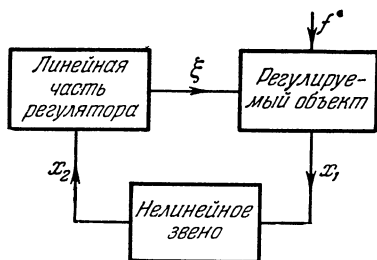 f
Линейная
часть
регулятора
ξ
Регулируе-
мый объект
x₂
x₁
Нелинейное
звено